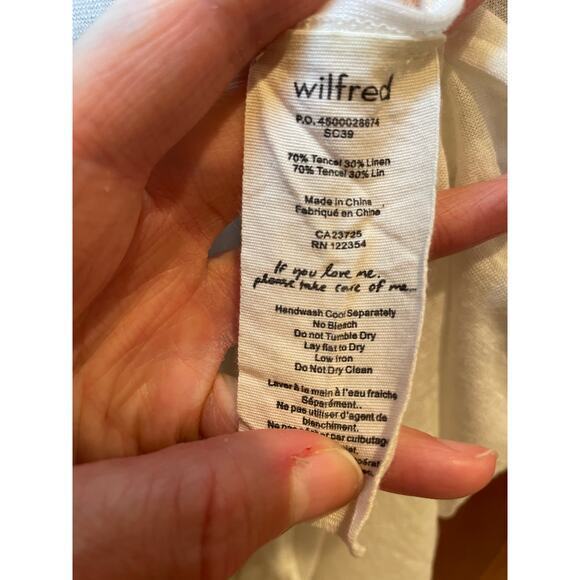 wilfred
P.O. 4500028674
SC39
70% Tencel 30% Linen
70% Tencel 30% Lin
Made in China
Fabriqué en Chine
CA23725
RN 122354
If you love me,
please take care of me...
Handwash Cool Separately
No Bleach
Do not Tumble Dry
Lay flat to Dry
Low Iron
Do Not Dry Clean
Laver à la main à l'eau fraiche
Séparément..
Ne pas utiliser d'agent de
blanchiment.
par culbutag